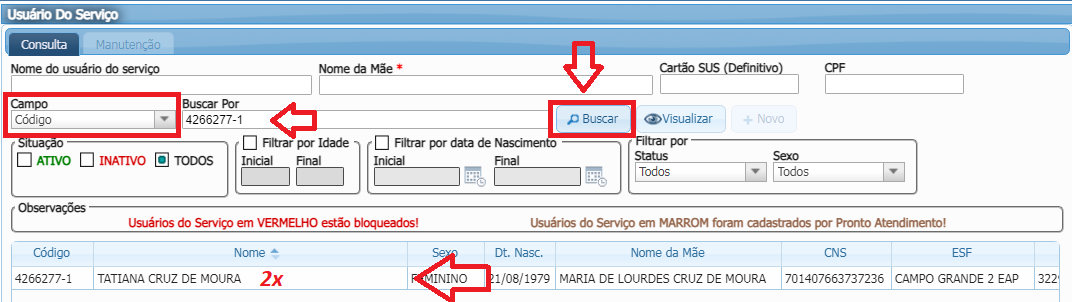 Usuário Do Serviço
Consulta Manutenção
Nome do usuário do serviço Nome da Mãe * Cartão SUS (Definitivo) CPF
Campo Buscar Por
Código 4266277-1 Buscar Visualizar + Novo
Situação Filtrar por Idade Filtrar por data de Nascimento Filtrar por
ATIVO INATIVO TODOS Inicial Final Inicial Final Status Sexo
Todos Todos
Observações
Usuários do Serviço em VERMELHO estão bloqueados! Usuários do Serviço em MARROM foram cadastrados por Pronto Atendimento!
Código Nome Sexo Dt. Nasc. Nome da Mãe CNS ESF
4266277-1 TATIANA CRUZ DE MOURA 2x FEMININO 21/08/1979 MARIA DE LOURDES CRUZ DE MOURA 701407663737236 CAMPO GRANDE 2 EAP